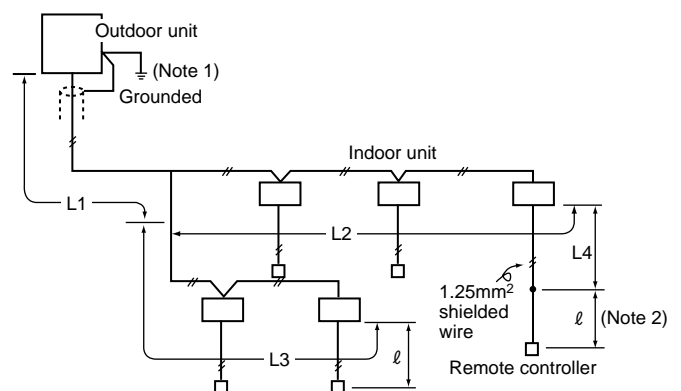 Outdoor unit
(Note 1)
Grounded
Indoor unit
L1
L2
L4
1.25mm²
shielded
wire
ℓ (Note 2)
L3
ℓ
Remote controller